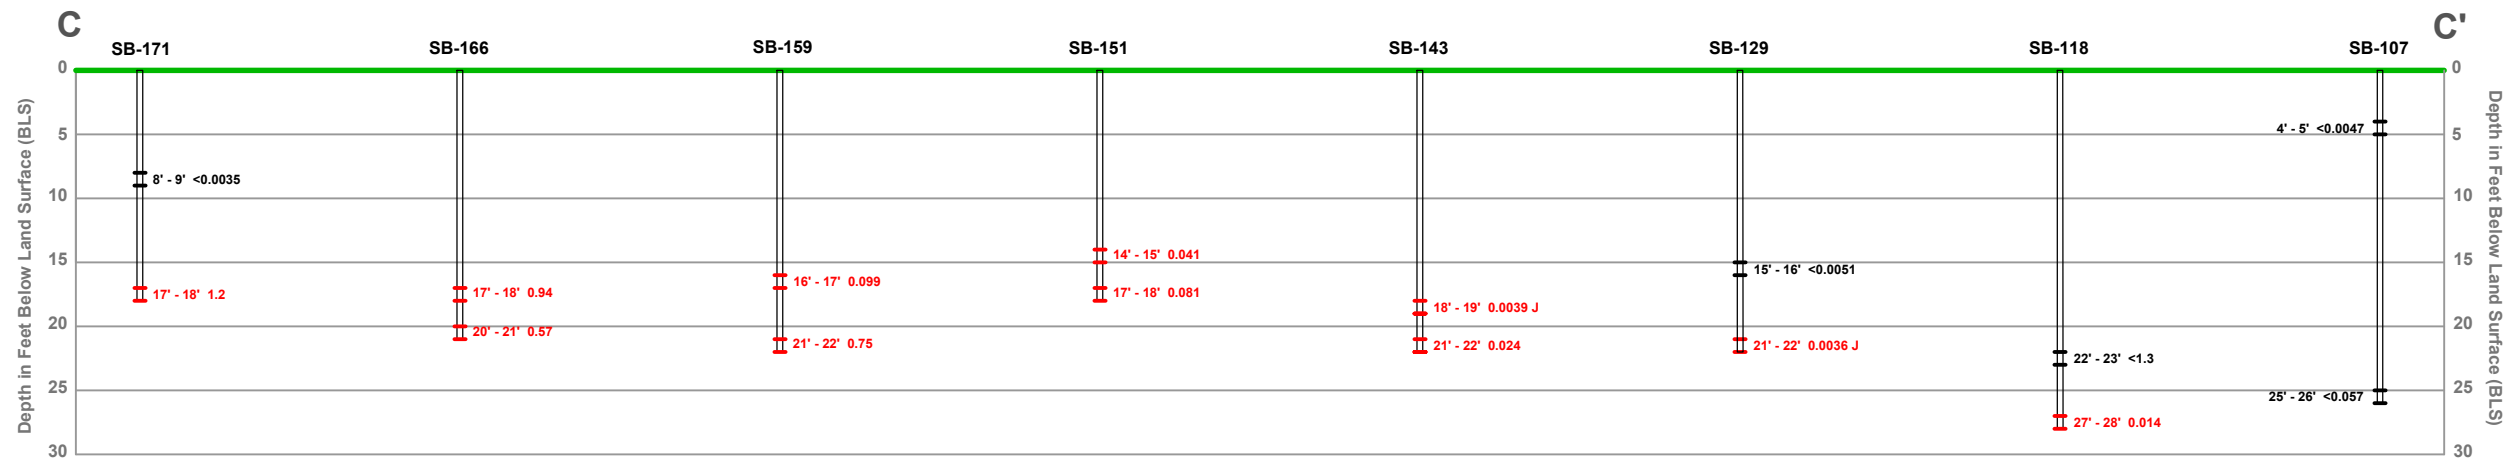 C
C'
SB-171
SB-166
SB-159
SB-151
SB-143
SB-129
SB-118
SB-107
Depth in Feet Below Land Surface (BLS)
0
5
10
15
20
25
30
8' - 9' <0.0035
17' - 18' 1.2
17' - 18' 0.94
20' - 21' 0.57
16' - 17' 0.099
21' - 22' 0.75
14' - 15' 0.041
17' - 18' 0.081
18' - 19' 0.0039 J
21' - 22' 0.024
15' - 16' <0.0051
21' - 22' 0.0036 J
22' - 23' <1.3
27' - 28' 0.014
4' - 5' <0.0047
25' - 26' <0.057
0
5
10
15
20
25
30
Depth in Feet Below Land Surface (BLS)